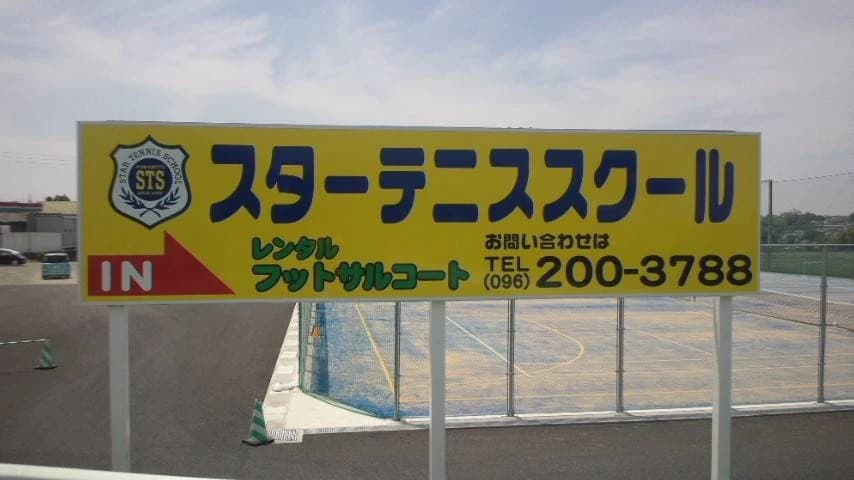 STAR TENNIS SCHOOL
STS
スターテニススクール
IN
レンタル
フットサルコート
お問い合わせは
TEL
(096) 200-3788